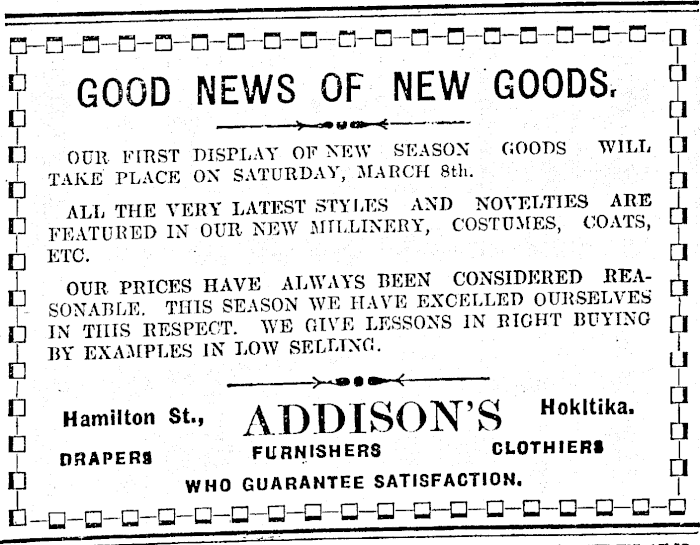 GOOD NEWS OF NEW GOODS.
OUR FIRST DISPLAY OF NEW SEASON GOODS WILL
TAKE PLACE ON SATURDAY, MARCH 8th.
ALL THE VERY LATEST STYLES AND NOVELTIES ARE
FEATURED IN OUR NEW MILLINERY, COSTUMES, COATS,
ETC.
OUR PRICES HAVE ALWAYS BEEN CONSIDERED REA-
SONABLE. THIS SEASON WE HAVE EXCELLED OURSELVES
IN THIS RESPECT. WE GIVE LESSONS IN RIGHT BUYING
BY EXAMPLES IN LOW SELLING.
Hamilton St., ADDISON'S Hokltika.
DRAPERS FURNISHERS CLOTHIERS
WHO GUARANTEE SATISFACTION.